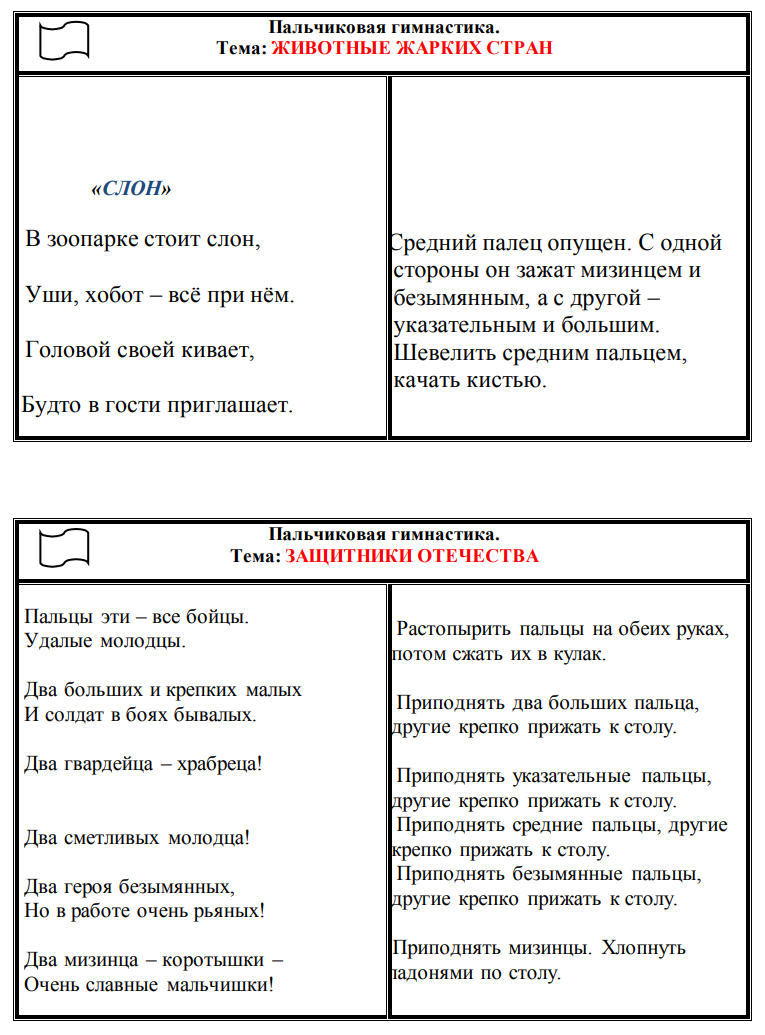 Пальчиковая гимнастика.
Тема: ЖИВОТНЫЕ ЖАРКИХ СТРАН
«СЛОН»
В зоопарке стоит слон,
Уши, хобот – всё при нём.
Головой своей кивает,
Будто в гости приглашает.
Средний палец опущен. С одной
стороны он зажат мизинцем и
безымянным, а с другой –
указательным и большим.
Шевелить средним пальцем,
качать кистью.
Пальчиковая гимнастика.
Тема: ЗАЩИТНИКИ ОТЕЧЕСТВА
Пальцы эти – все бойцы.
Удалые молодцы.
Два больших и крепких малых
И солдат в боях бывалых.
Два гвардейца – храбреца!
Два сметливых молодца!
Два героя безымянных,
Но в работе очень рьяных!
Два мизинца – коротышки –
Очень славные мальчишки!
Растопырить пальцы на обеих руках,
потом сжать их в кулак.
Приподнять два больших пальца,
другие крепко прижать к столу.
Приподнять указательные пальцы,
другие крепко прижать к столу.
Приподнять средние пальцы, другие
крепко прижать к столу.
Приподнять безымянные пальцы,
другие крепко прижать к столу.
Приподнять мизинцы. Хлопнуть
ладонями по столу.